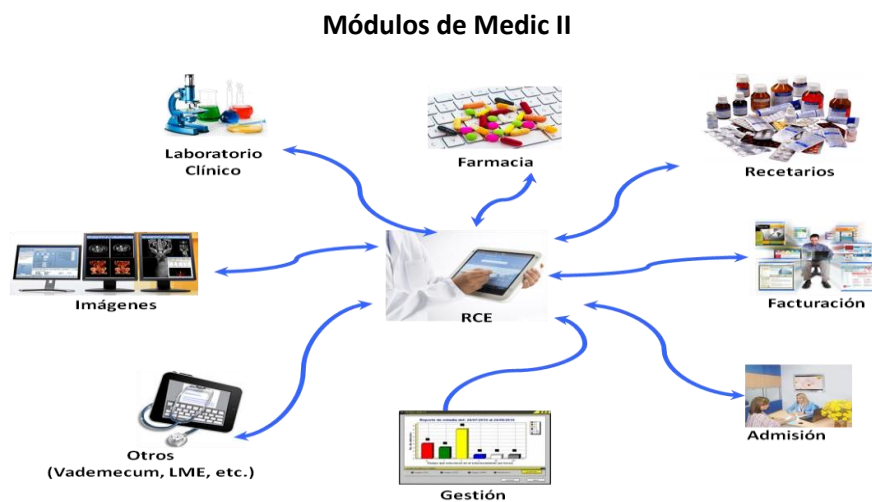 Módulos de Medic II
Laboratorio
Clínico
Farmacia
Recetarios
Imágenes
RCE
Facturación
Otros
(Vademecum, LME, etc.)
Admisión
Gestión